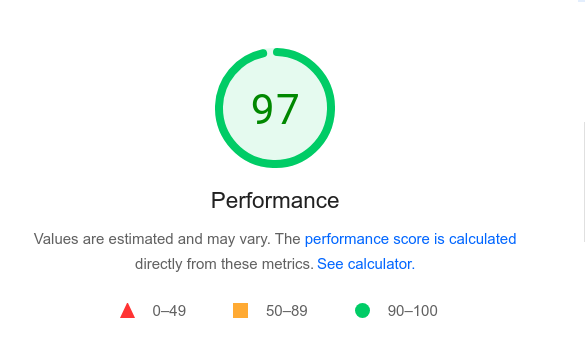 97
Performance
Values are estimated and may vary. The performance score is calculated
directly from these metrics. See calculator.
0–49 50–89 90–100